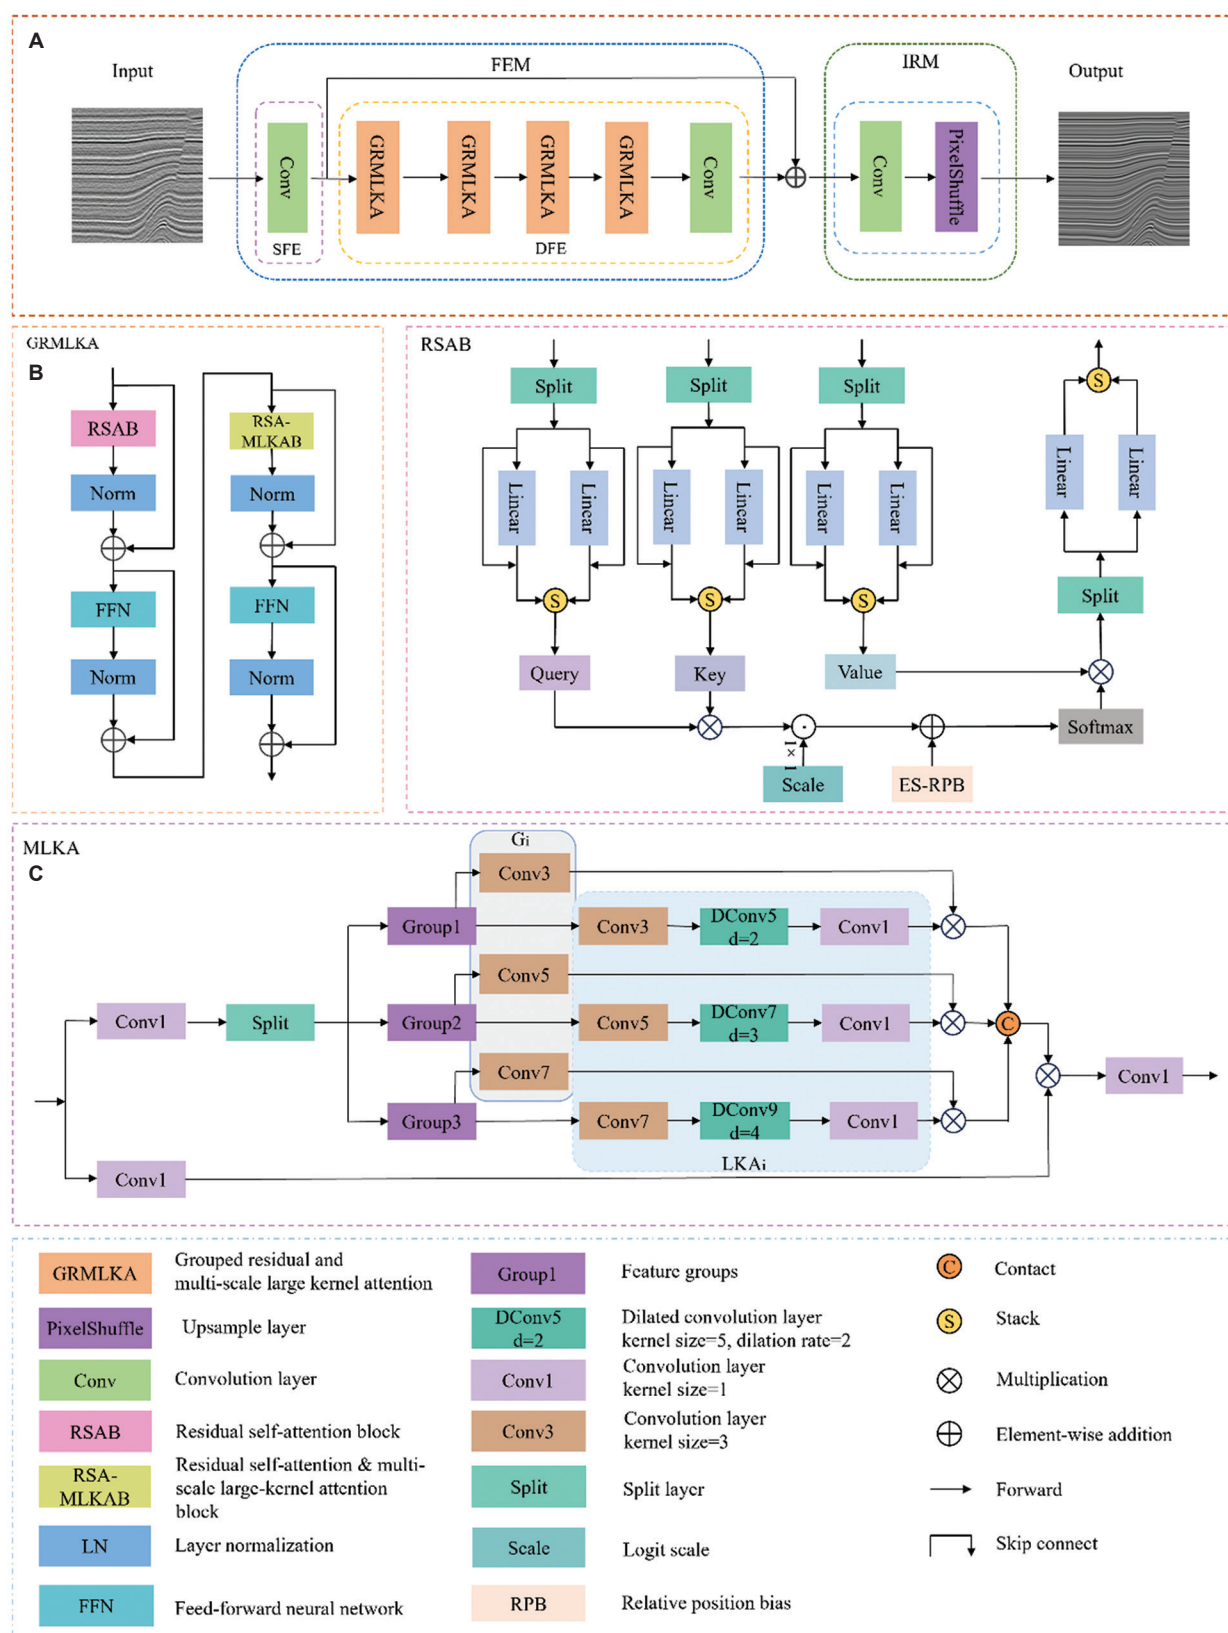 A
Input
FEM
IRM
Output
Conv
GRMLKA
GRMLKA
GRMLKA
GRMLKA
Conv
Conv
PixelShuffle
SFE
DFE
GRMLKA
B
RSAB
Norm
FFN
Norm
RSA-
MLKAB
Norm
FFN
Norm
RSAB
Split
Split
Split
Linear
Linear
Linear
Linear
Linear
Linear
Linear
Linear
S
S
S
S
Split
Query
Key
Value
Softmax
1×1
Scale
ES-RPB
MLKA
C
Gi
Conv3
Group1
Conv3
DConv5
d=2
Conv1
Conv5
Conv1
Split
Group2
Conv5
DConv7
d=3
Conv1
C
Conv7
Conv1
Group3
Conv7
DConv9
d=4
Conv1
LKAi
Conv1
GRMLKA
Grouped residual and
multi-scale large kernel attention
PixelShuffle
Upsample layer
Conv
Convolution layer
RSAB
Residual self-attention block
RSA-
MLKAB
Residual self-attention & multi-
scale large-kernel attention
block
LN
Layer normalization
FFN
Feed-forward neural network
Group1
Feature groups
DConv5
d=2
Dilated convolution layer
kernel size=5, dilation rate=2
Conv1
Convolution layer
kernel size=1
Conv3
Convolution layer
kernel size=3
Split
Split layer
Scale
Logit scale
RPB
Relative position bias
C
Contact
S
Stack
Multiplication
Element-wise addition
Forward
Skip connect